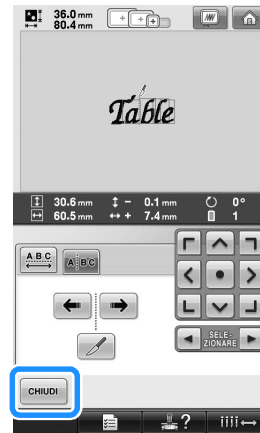 36.0 mm
80.4 mm
Table
30.6 mm - 0.1 mm 0°
60.5 mm + 7.4 mm 1
ABC A BC
SELE-
ZIONARE
CHIUDI
?